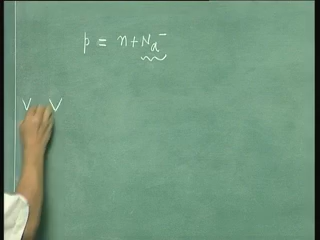 p = n + Nₐ⁻
V V